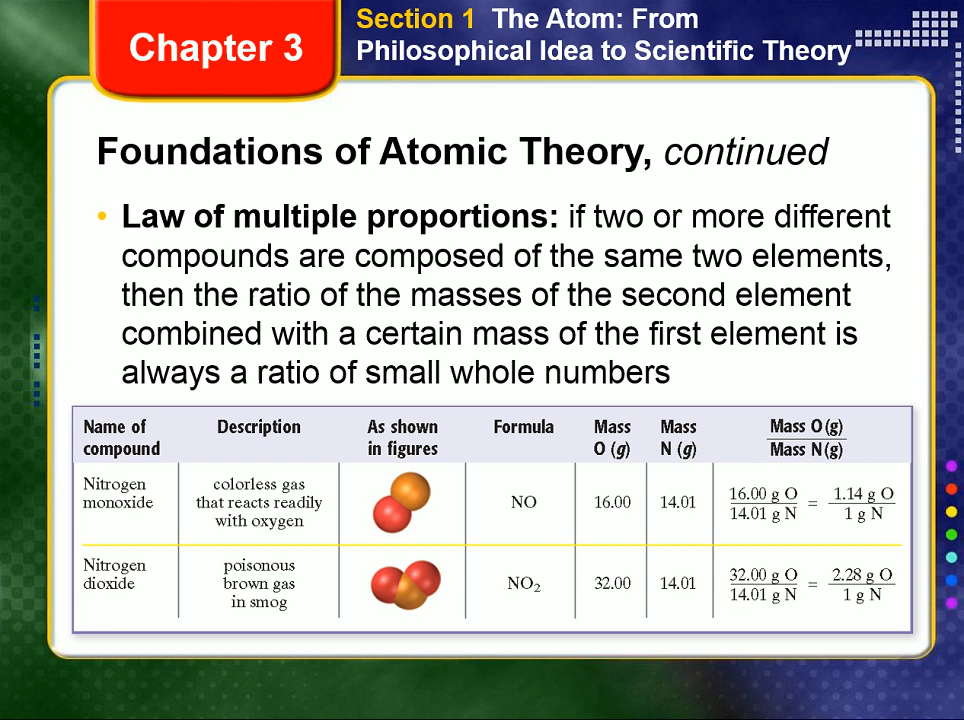 Chapter 3
Section 1 The Atom: From
Philosophical Idea to Scientific Theory
Foundations of Atomic Theory, continued
• Law of multiple proportions: if two or more different
compounds are composed of the same two elements,
then the ratio of the masses of the second element
combined with a certain mass of the first element is
always a ratio of small whole numbers
Name of compound | Description | As shown in figures | Formula | Mass O (g) | Mass N (g) | Mass O (g) / Mass N (g)
Nitrogen monoxide | colorless gas that reacts readily with oxygen | NO | 16.00 | 14.01 | 16.00 g O / 14.01 g N = 1.14 g O / 1 g N
Nitrogen dioxide | poisonous brown gas in smog | NO₂ | 32.00 | 14.01 | 32.00 g O / 14.01 g N = 2.28 g O / 1 g N